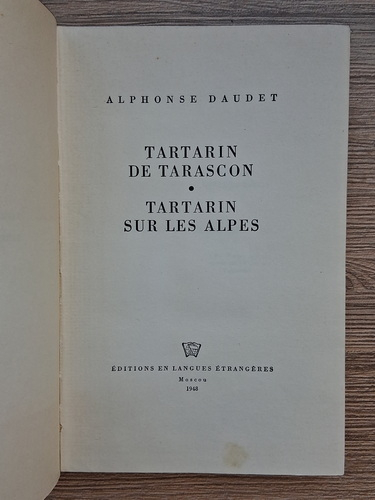 ALPHONSE DAUDET
TARTARIN
DE TARASCON
•
TARTARIN
SUR LES ALPES
ÉDITIONS EN LANGUES ÉTRANGÈRES
Moscou
1948